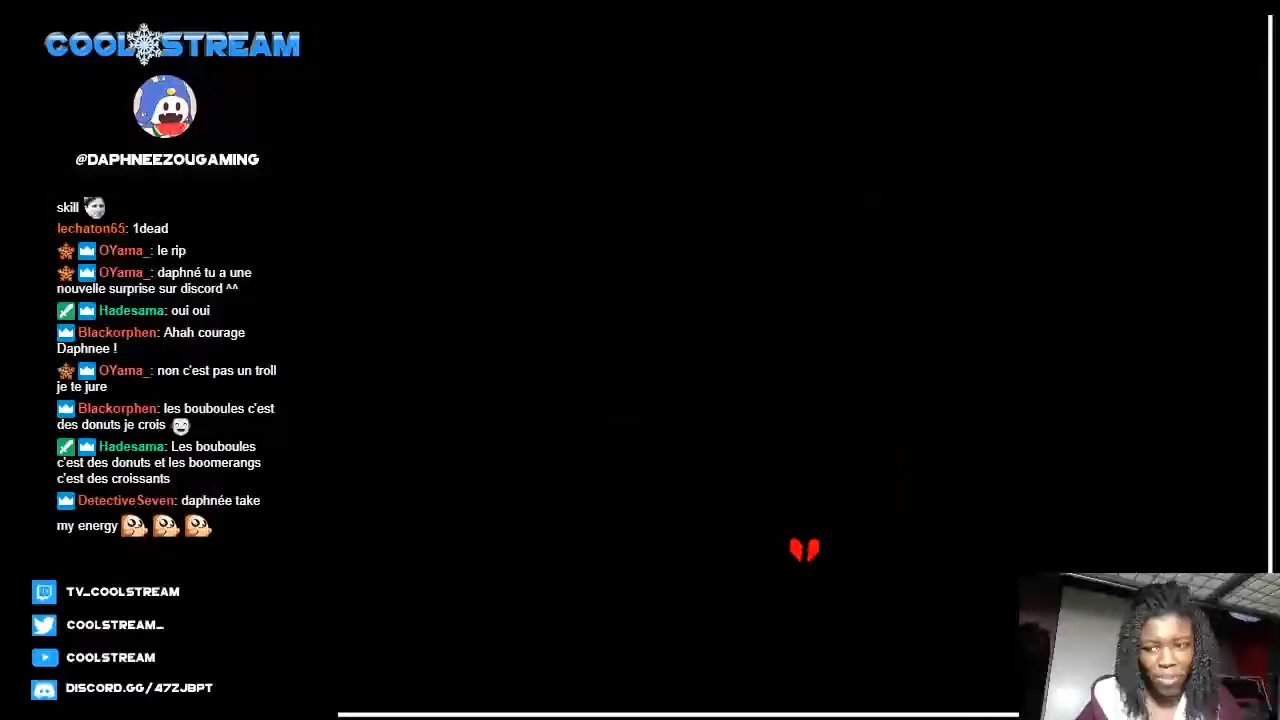 COOL STREAM
@DAPHNEEZOUGAMING
skill
lechaton65: 1dead
OYama_: le rip
OYama_: daphné tu a une
nouvelle surprise sur discord ^^
Hadesama: oui oui
Blackorphen: Ahah courage
Daphnee !
OYama_: non c'est pas un troll
je te jure
Blackorphen: les bouboules c'est
des donuts je crois
Hadesama: Les bouboules
c'est des donuts et les boomerangs
c'est des croissants
DetectiveSeven: daphnée take
my energy
TV_COOLSTREAM
COOLSTREAM_
COOLSTREAM
DISCORD.GG/47ZJBPT